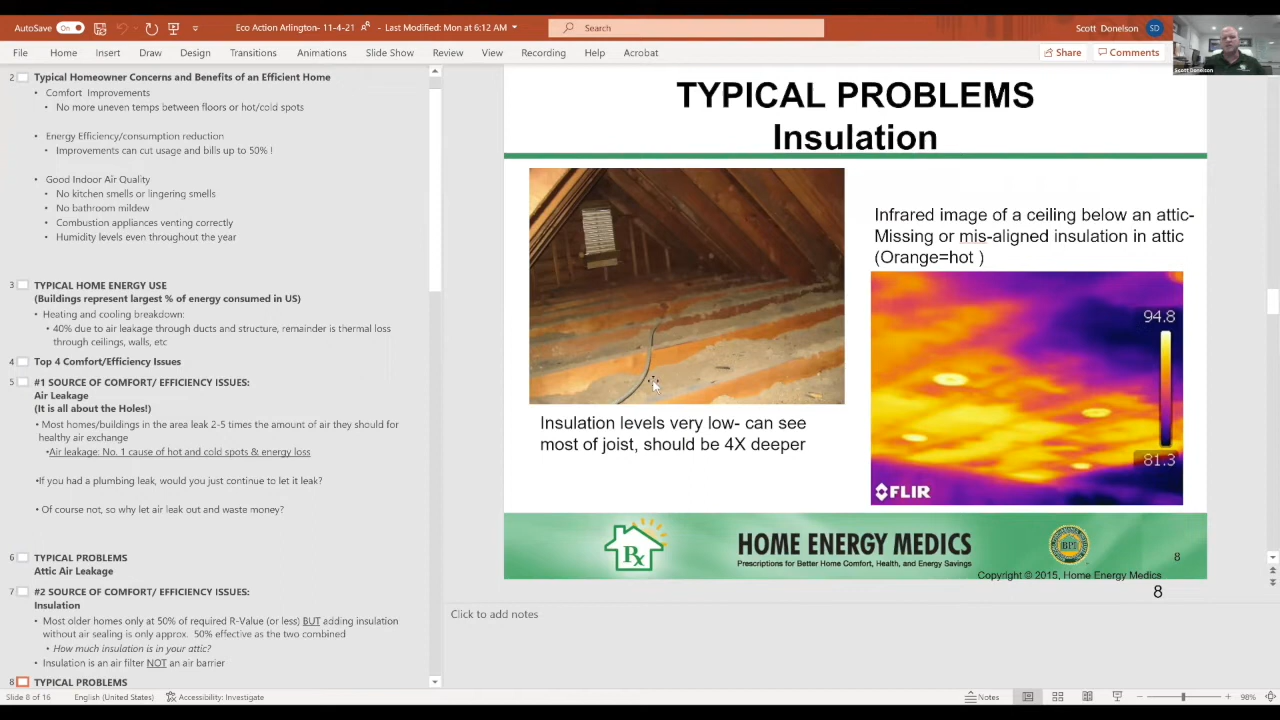 AutoSave
On
Eco Action Arlington- 11-4-21
- Last Modified: Mon at 6:12 AM
Search
Scott Donelson
SD
File Home Insert Draw Design Transitions Animations Slide Show Review View Recording Help Acrobat
Share
Comments
Scott Donelson
2 Typical Homeowner Concerns and Benefits of an Efficient Home
• Comfort Improvements
• No more uneven temps between floors or hot/cold spots
• Energy Efficiency/consumption reduction
• Improvements can cut usage and bills up to 50% !
• Good Indoor Air Quality
• No kitchen smells or lingering smells
• No bathroom mildew
• Combustion appliances venting correctly
• Humidity levels even throughout the year
3 TYPICAL HOME ENERGY USE
(Buildings represent largest % of energy consumed in US)
• Heating and cooling breakdown:
• 40% due to air leakage through ducts and structure, remainder is thermal loss
through ceilings, walls, etc
4 Top 4 Comfort/Efficiency Issues
5 #1 SOURCE OF COMFORT/ EFFICIENCY ISSUES:
Air Leakage
(It is all about the Holes!)
• Most homes/buildings in the area leak 2-5 times the amount of air they should for
healthy air exchange
•Air leakage: No. 1 cause of hot and cold spots & energy loss
•If you had a plumbing leak, would you just continue to let it leak?
• Of course not, so why let air leak out and waste money?
6 TYPICAL PROBLEMS
Attic Air Leakage
7 #2 SOURCE OF COMFORT/ EFFICIENCY ISSUES:
Insulation
• Most older homes only at 50% of required R-Value (or less) BUT adding insulation
without air sealing is only approx. 50% effective as the two combined
• How much insulation is in your attic?
• Insulation is an air filter NOT an air barrier
8 TYPICAL PROBLEMS
TYPICAL PROBLEMS
Insulation
Infrared image of a ceiling below an attic-
Missing or mis-aligned insulation in attic
(Orange=hot )
94.8
81.3
FLIR
Insulation levels very low- can see
most of joist, should be 4X deeper
Rx
HOME ENERGY MEDICS
Prescriptions for Better Home Comfort, Health, and Energy Savings
BPI
8
Copyright © 2015, Home Energy Medics
8
Click to add notes
Slide 8 of 16
English (United States)
Accessibility: Investigate
Notes
98%